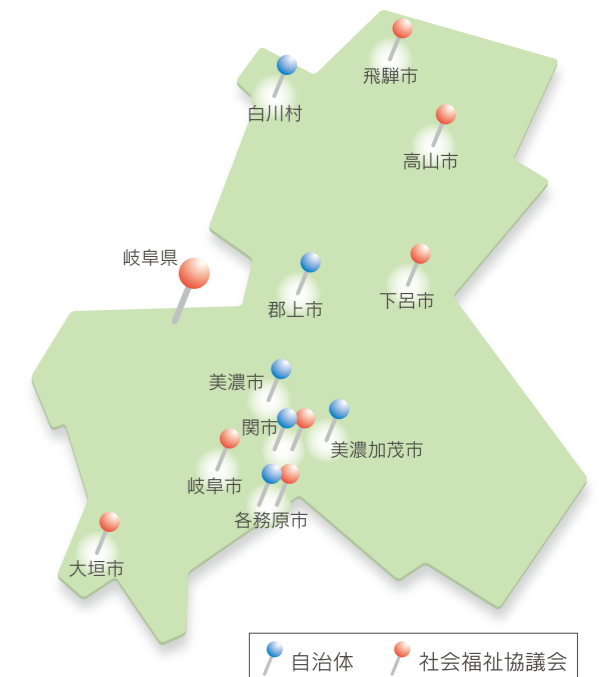 飛騨市
白川村
高山市
岐阜県
下呂市
郡上市
美濃市
関市
美濃加茂市
岐阜市
各務原市
大垣市
自治体
社会福祉協議会